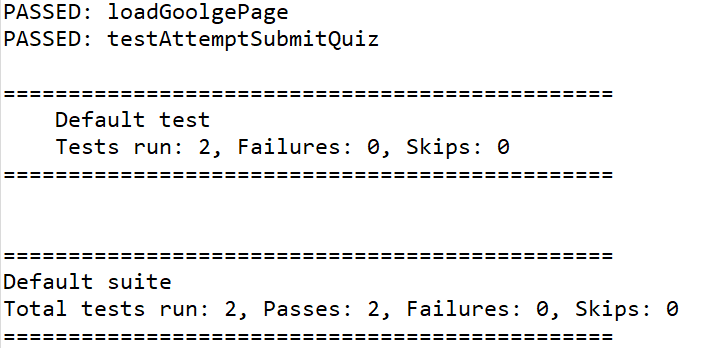 PASSED: loadGoolgePage
PASSED: testAttemptSubmitQuiz
===============================================
Default test
Tests run: 2, Failures: 0, Skips: 0
===============================================
===============================================
Default suite
Total tests run: 2, Passes: 2, Failures: 0, Skips: 0
===============================================